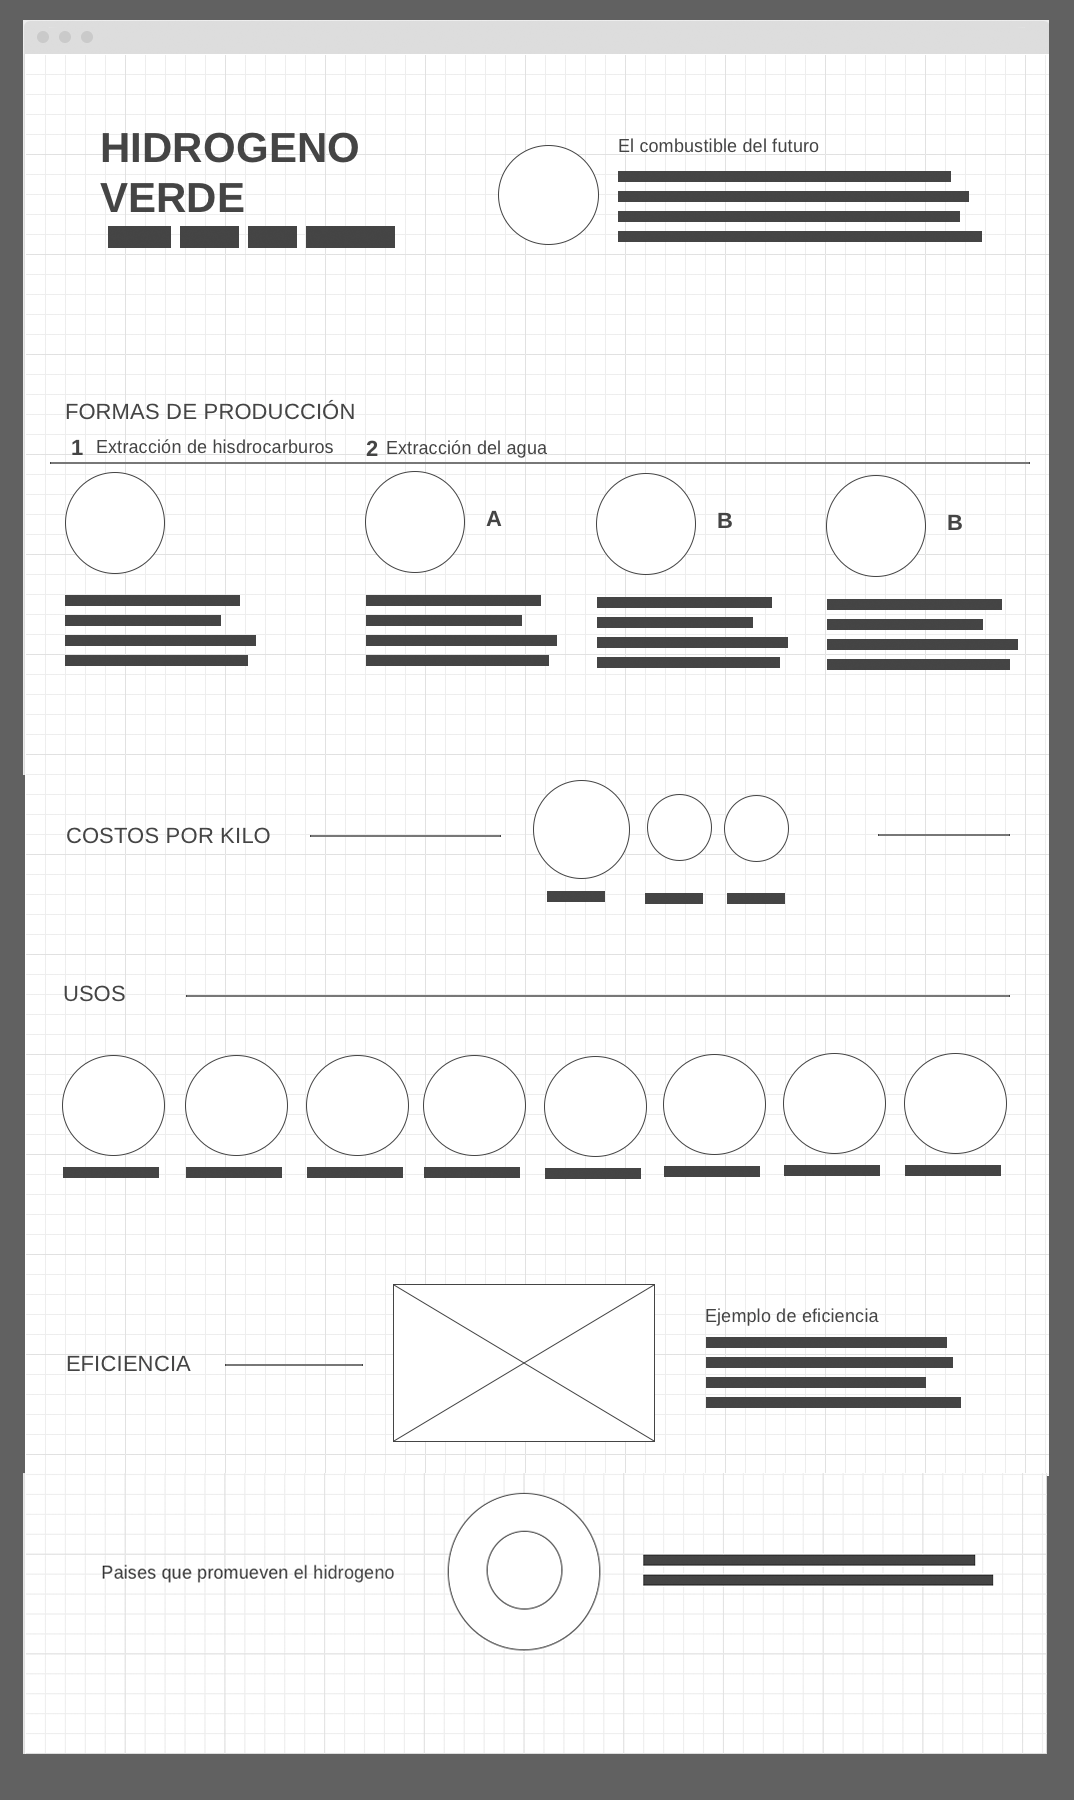 HIDROGENO
VERDE
El combustible del futuro
FORMAS DE PRODUCCIÓN
1 Extracción de hisdrocarburos 2 Extracción del agua
A B B
COSTOS POR KILO
USOS
EFICIENCIA
Ejemplo de eficiencia
Paises que promueven el hidrogeno